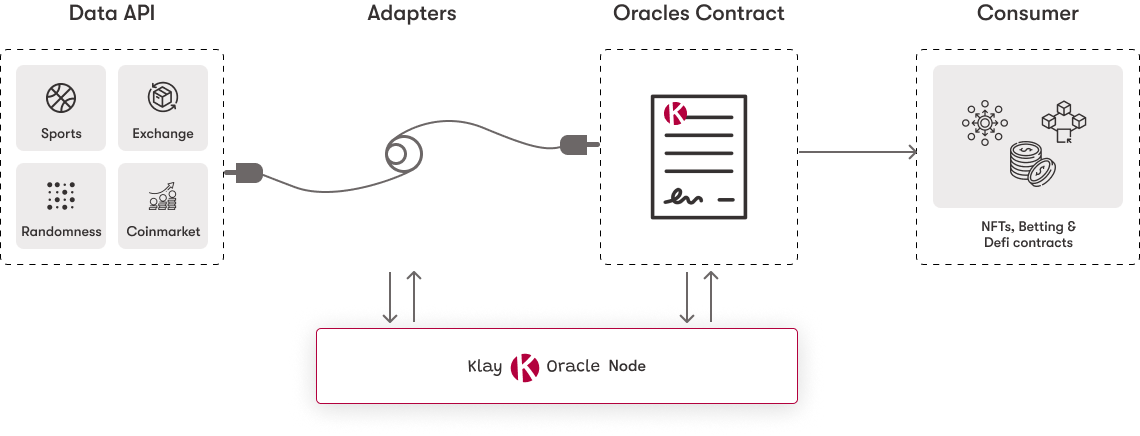 Data API
Adapters
Oracles Contract
Consumer
Sports
Exchange
Randomness
Coinmarket
NFTs, Betting &
Defi contracts
Klay K Oracle Node